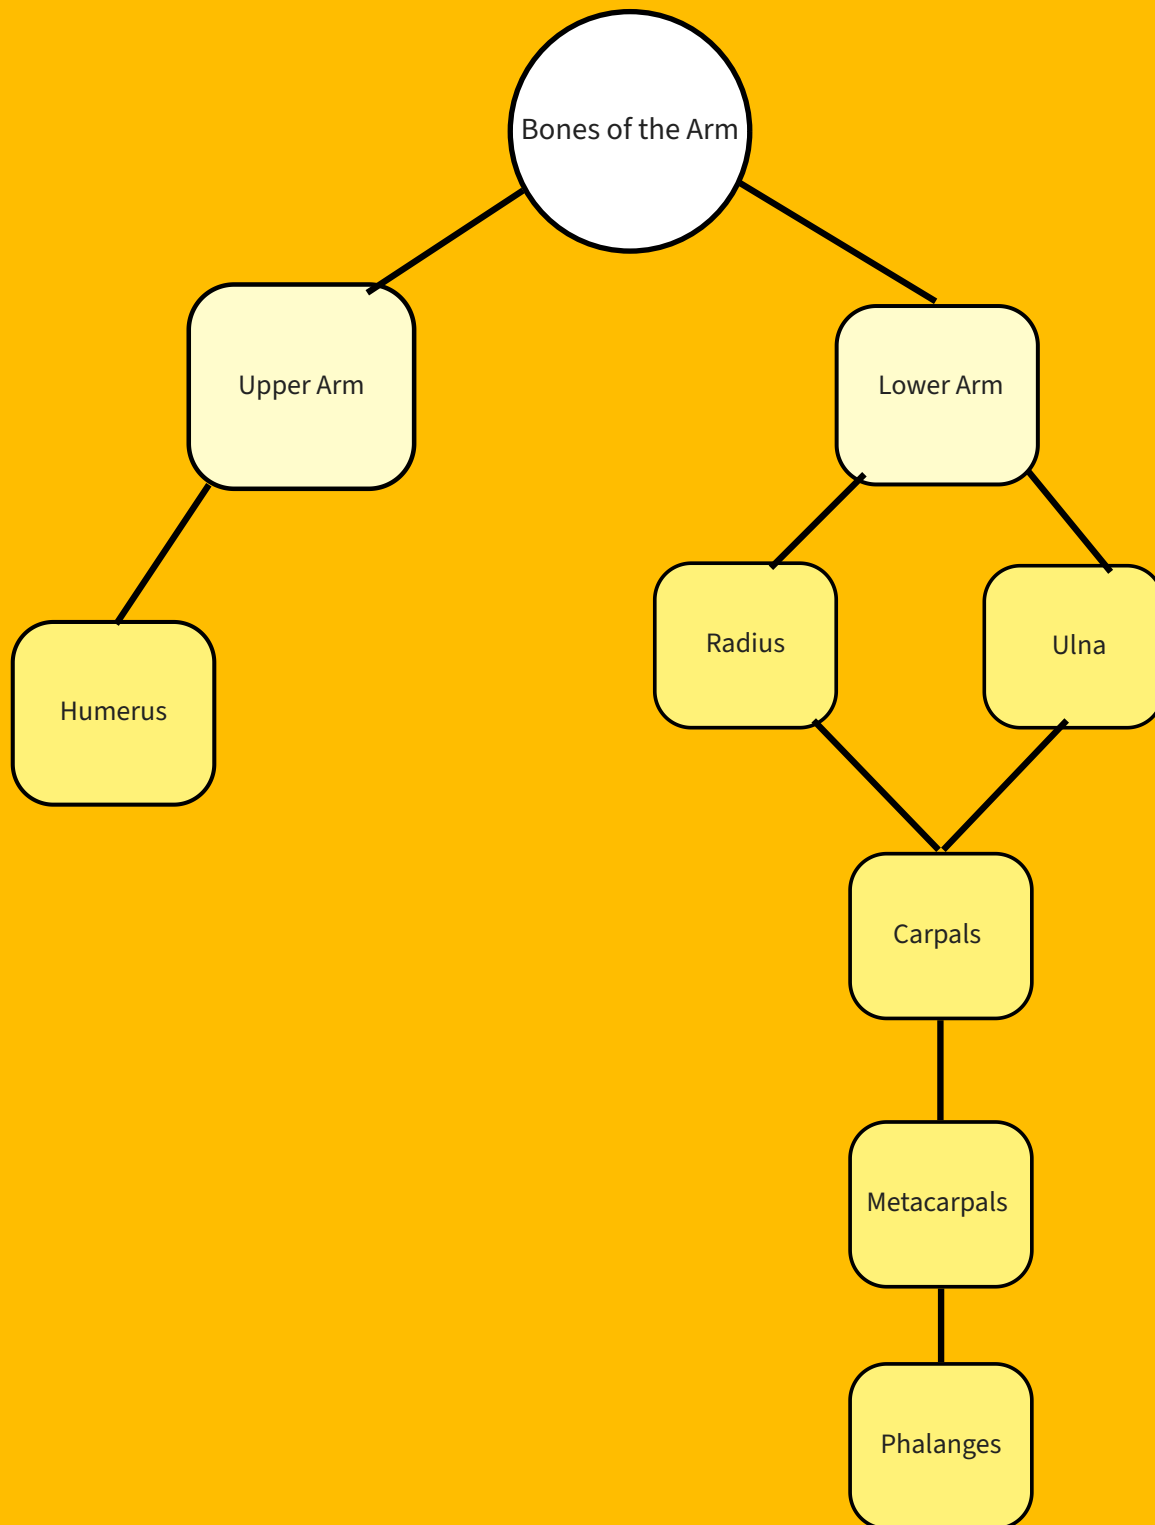 Bones of the Arm
Upper Arm
Lower Arm
Radius
Ulna
Humerus
Carpals
Metacarpals
Phalanges